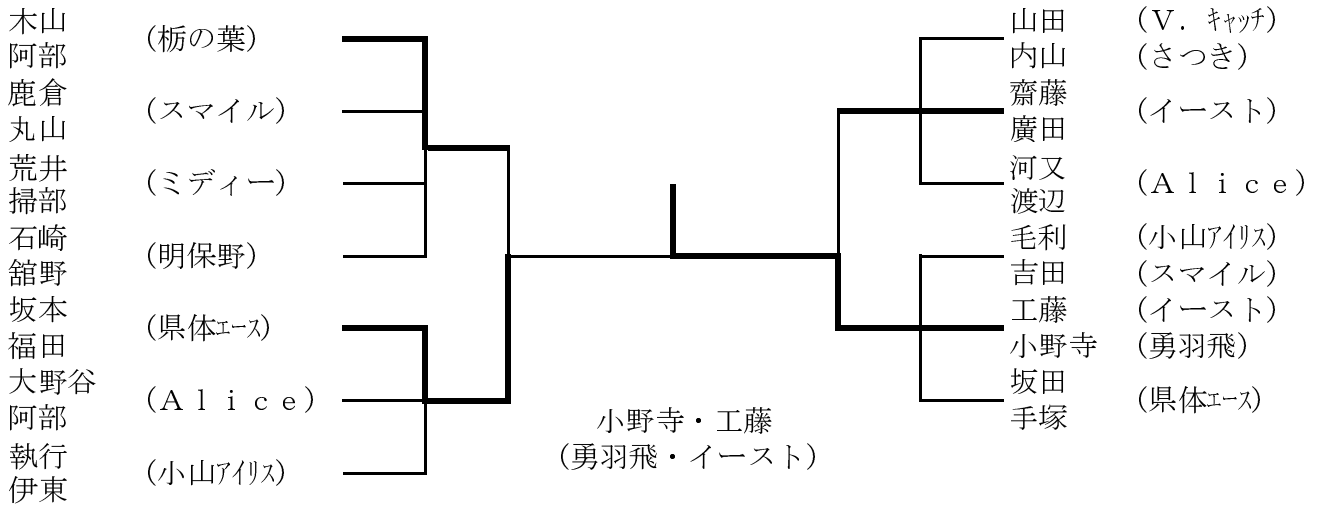 木山
阿部
(栃の葉)
鹿倉
丸山
(スマイル)
荒井
掃部
(ミディー)
石崎
舘野
(明保野)
坂本
福田
(県体ｴｰｽ)
大野谷
阿部
(Ａｌｉｃｅ)
執行
伊東
(小山ｱｲﾘｽ)
小野寺・工藤
(勇羽飛・イースト)
山田 (Ｖ．ｷｬｯﾁ)
内山 (さつき)
齋藤
廣田
(イースト)
河又
渡辺
(Ａｌｉｃｅ)
毛利 (小山ｱｲﾘｽ)
吉田 (スマイル)
工藤 (イースト)
小野寺 (勇羽飛)
坂田
手塚
(県体ｴｰｽ)